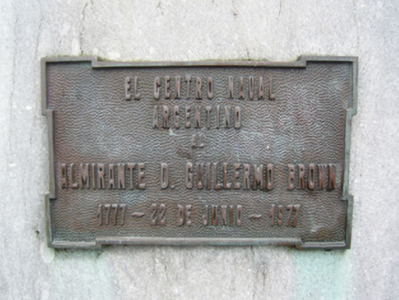 EL CENTRO NAVAL
ARGENTINO
AL
ALMIRANTE D. GUILLERMO BROWN
1777 - 22 DE JUNIO - 1977